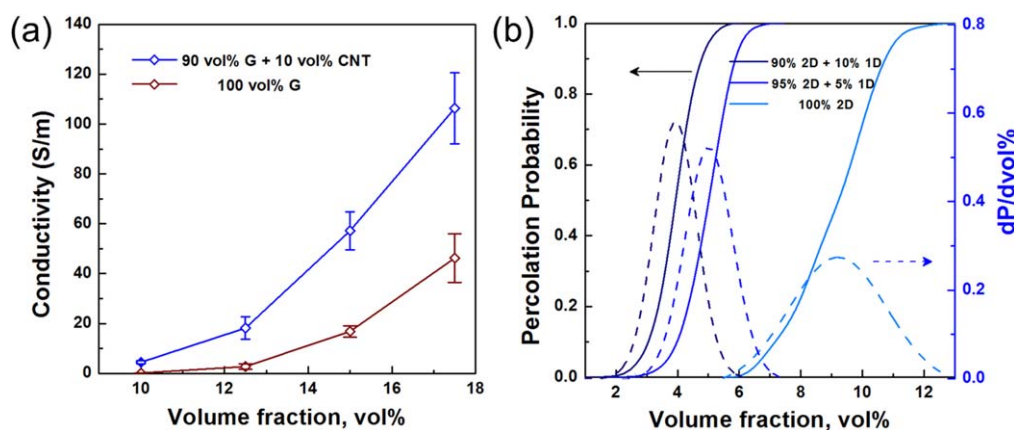 (a)
Conductivity (S/m)
140
120
100
80
60
40
20
0
90 vol% G + 10 vol% CNT
100 vol% G
10
12
14
16
18
Volume fraction, vol%
(b)
Percolation Probability
1.0
0.8
0.6
0.4
0.2
0.0
90% 2D + 10% 1D
95% 2D + 5% 1D
100% 2D
2
4
6
8
10
12
Volume fraction, vol%
0.8
0.6
0.4
0.2
0.0
dP/dvol%